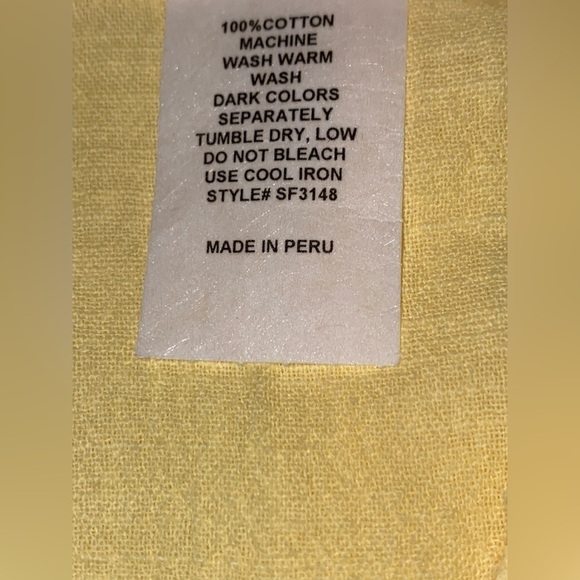 100%COTTON
MACHINE
WASH WARM
WASH
DARK COLORS
SEPARATELY
TUMBLE DRY, LOW
DO NOT BLEACH
USE COOL IRON
STYLE# SF3148
MADE IN PERU